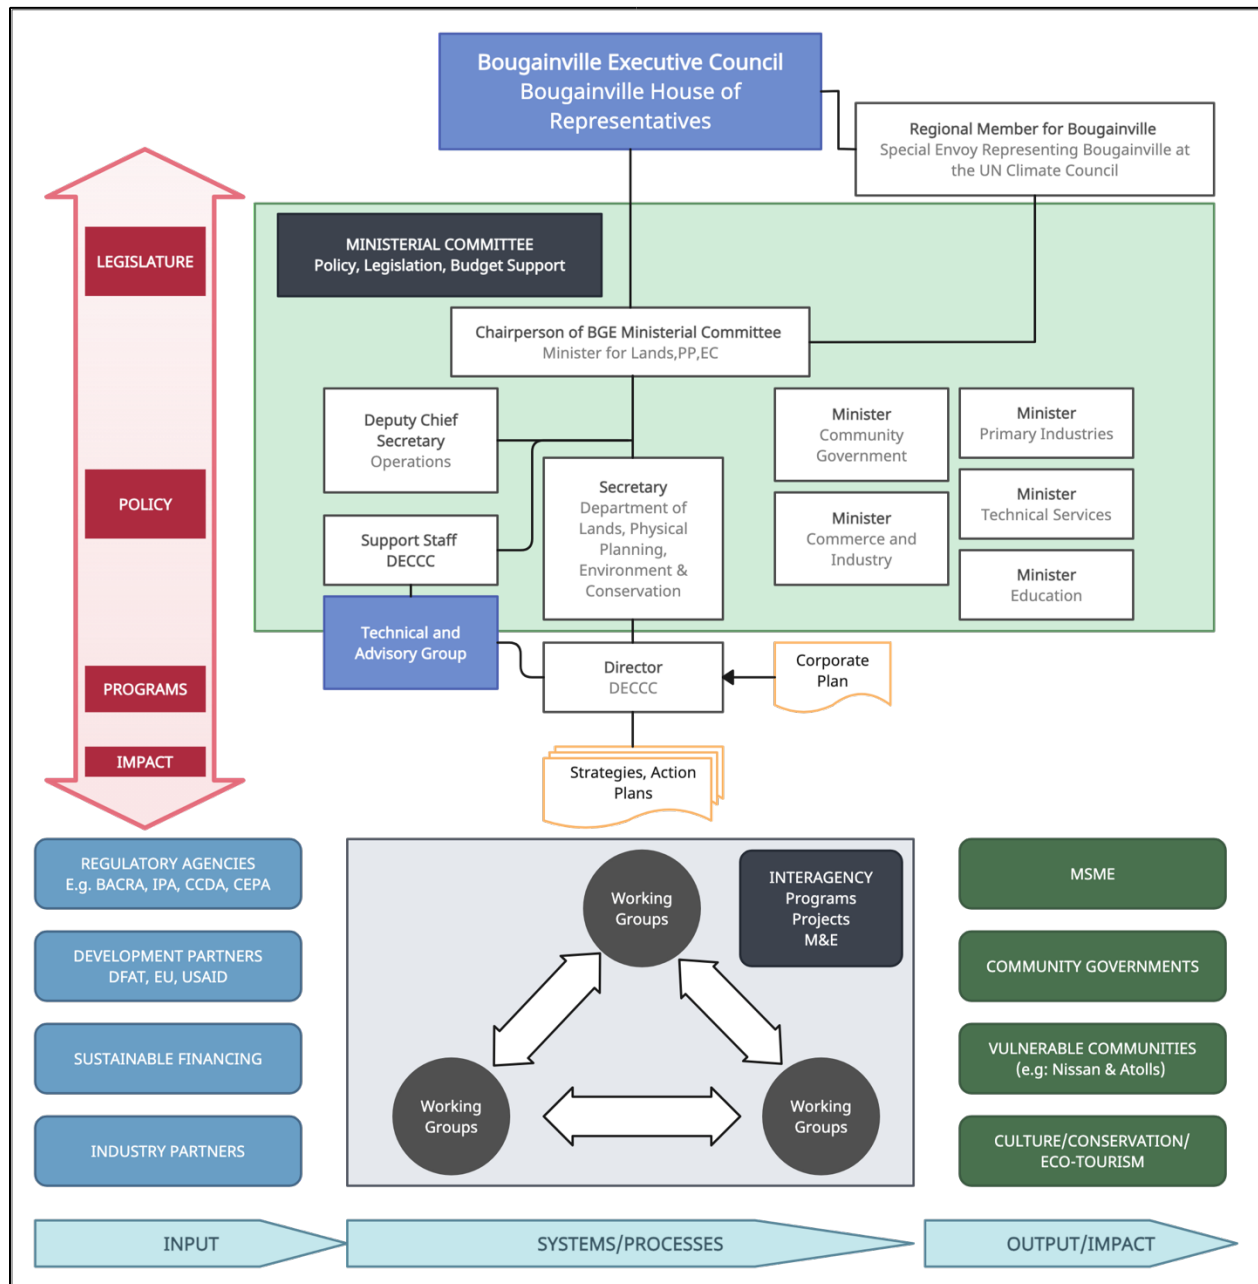 Bougainville Executive Council
Bougainville House of
Representatives
Regional Member for Bougainville
Special Envoy Representing Bougainville at
the UN Climate Council
MINISTERIAL COMMITTEE
Policy, Legislation, Budget Support
LEGISLATURE
Chairperson of BGE Ministerial Committee
Minister for Lands,PP,EC
Deputy Chief
Secretary
Operations
Minister
Community
Government
Minister
Primary Industries
POLICY
Secretary
Department of
Lands, Physical
Planning,
Environment &
Conservation
Minister
Commerce and
Industry
Minister
Technical Services
Support Staff
DECCC
Minister
Education
Technical and
Advisory Group
PROGRAMS
Director
DECCC
Corporate
Plan
IMPACT
Strategies, Action
Plans
REGULATORY AGENCIES
E.g. BACRA, IPA, CCDA, CEPA
DEVELOPMENT PARTNERS
DFAT, EU, USAID
SUSTAINABLE FINANCING
INDUSTRY PARTNERS
Working
Groups
INTERAGENCY
Programs
Projects
M&E
Working
Groups
Working
Groups
MSME
COMMUNITY GOVERNMENTS
VULNERABLE COMMUNITIES
(e.g: Nissan & Atolls)
CULTURE/CONSERVATION/
ECO-TOURISM
INPUT
SYSTEMS/PROCESSES
OUTPUT/IMPACT